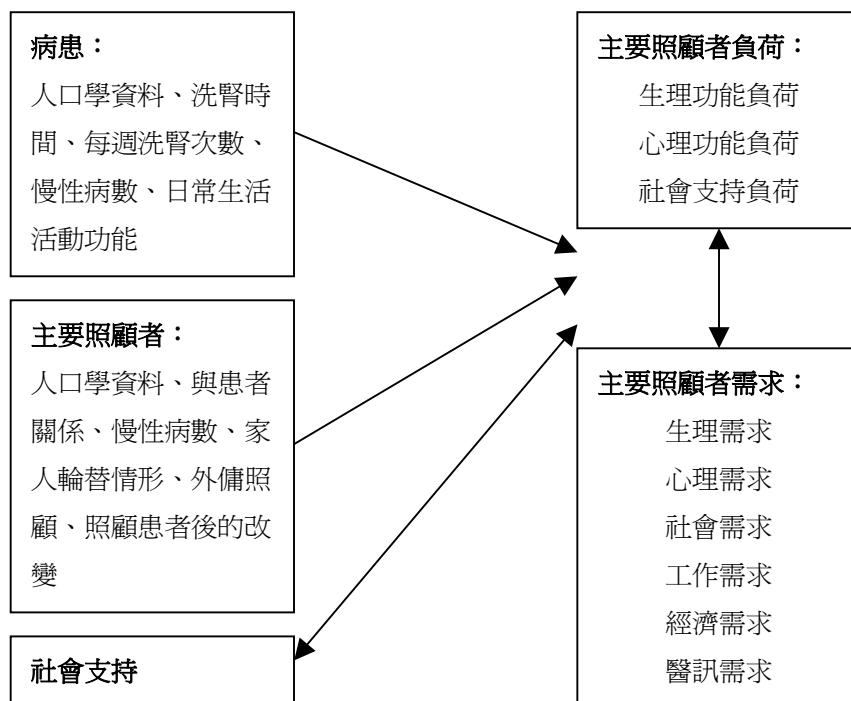 病患：
人口學資料、洗腎時
間、每週洗腎次數、
慢性病數、日常生活
活動功能
主要照顧者：
人口學資料、與患者
關係、慢性病數、家
人輪替情形、外傭照
顧、照顧患者後的改
變
社會支持
主要照顧者負荷：
生理功能負荷
心理功能負荷
社會支持負荷
主要照顧者需求：
生理需求
心理需求
社會需求
工作需求
經濟需求
醫訊需求